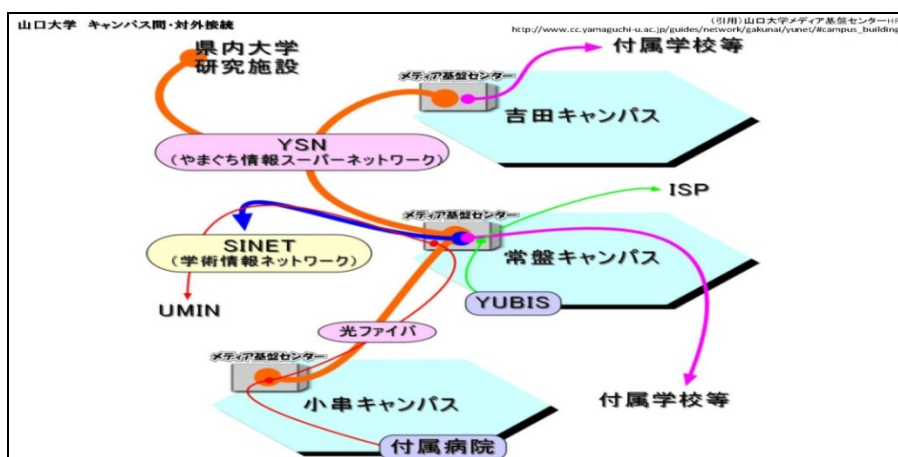 山口大学 キャンパス間・対外接続
(引用)山口大学メディア基盤センターHP
http://www.cc.yamaguchi-u.ac.jp/guides/network/gakunai/yunet/#campus_building
県内大学
研究施設
付属学校等
メディア基盤センター
吉田キャンパス
YSN
(やまぐち情報スーパーネットワーク)
ISP
メディア基盤センター
SINET
(学術情報ネットワーク)
常盤キャンパス
UMIN
YUBIS
光ファイバ
メディア基盤センター
小串キャンパス
付属学校等
付属病院